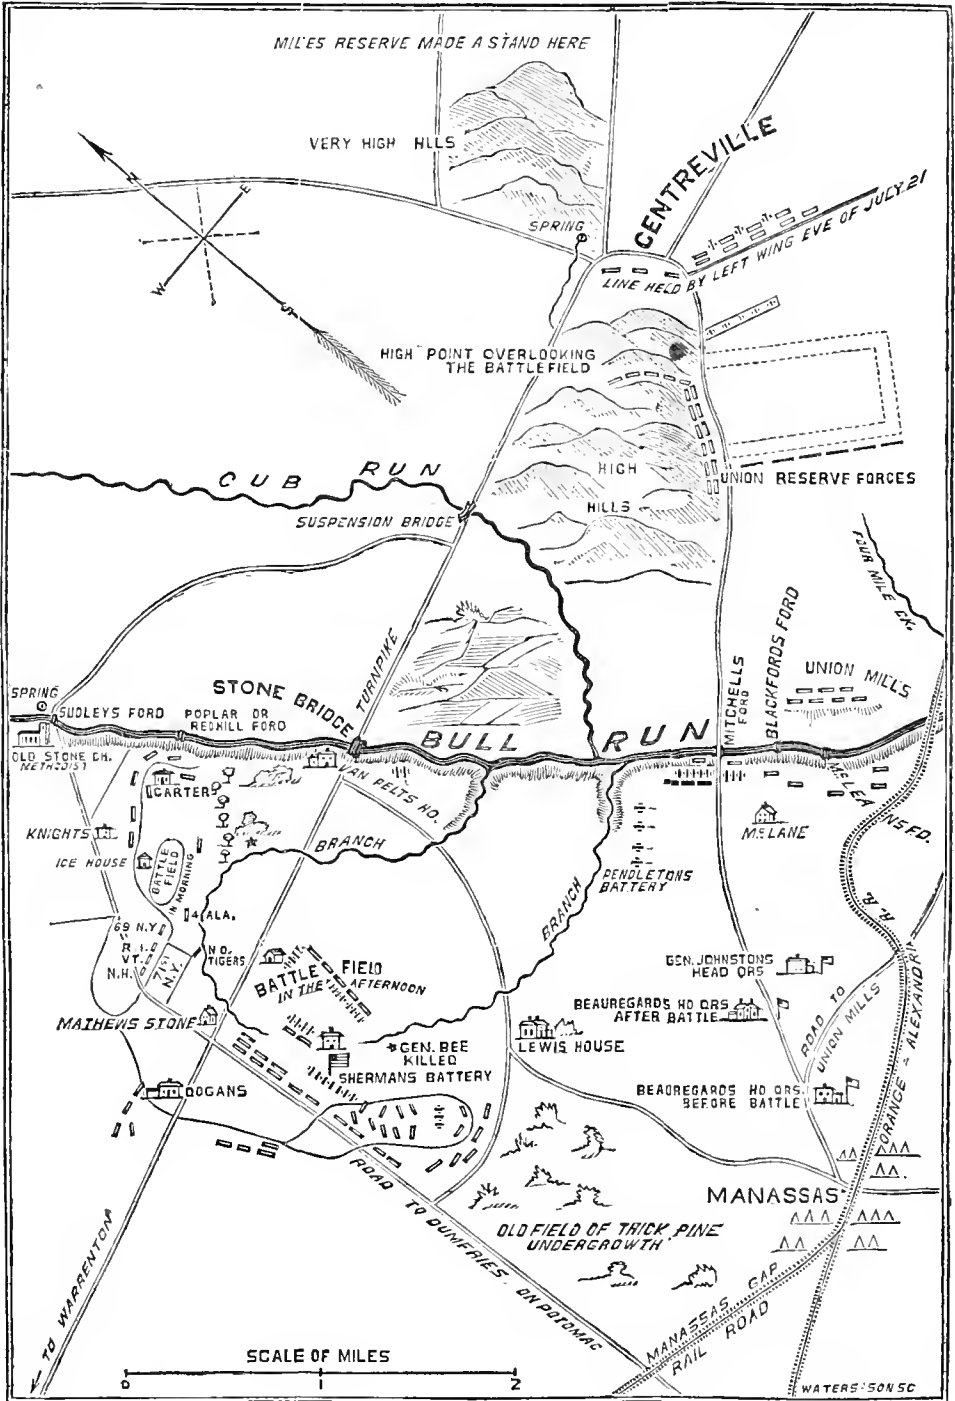 MILES RESERVE MADE A STAND HERE
VERY HIGH HLLS
CENTREVILLE
SPRING
LINE HELD BY LEFT WING EVE OF JULY. 21
N
E
W
S
HIGH POINT OVERLOOKING
THE BATTLEFIELD
HIGH
HILLS
UNION RESERVE FORCES
CUB RUN
SUSPENSION BRIDGE
FOUR MILE CK.
TURNPIKE
MITCHELLS
FORD
BLACKFORDS FORD
UNION MILLS
SPRING
SUDLEYS FORD
POPLAR OR
REDHILL FORD
STONE BRIDGE
BULL RUN
OLD STONE CH.
METHODIST
VAN PELTS HO.
McLEANS FD.
CARTERS
KNIGHTS
ICE HOUSE
BATTLE
FIELD
IN MORNING
BRANCH
BRANCH
McLANE
PENDLETONS
BATTERY
R. R.
4 ALA.
69 N.Y
R. I.
VT.
N.H.
71ST
N.Y.
N O.
TIGERS
BATTLE FIELD
IN THE AFTERNOON
GEN. JOHNSTONS
HEAD QRS
BEAUREGARDS HD QRS
AFTER BATTLE
ROAD TO
UNION MILLS
ORANGE & ALEXANDRI
MATHEWS STONE
GEN. BEE
KILLED
SHERMANS BATTERY
LEWIS HOUSE
DOGANS
BEAUREGARDS HD QRS.
BEFORE BATTLE
MANASSAS
ROAD TO DUMFRIES. ON POTOMAC
OLD FIELD OF THICK PINE
UNDERGROWTH
TO WARRENTON
MANASSAS GAP
RAIL ROAD
SCALE OF MILES
0 1 2
WATERS-SON SC